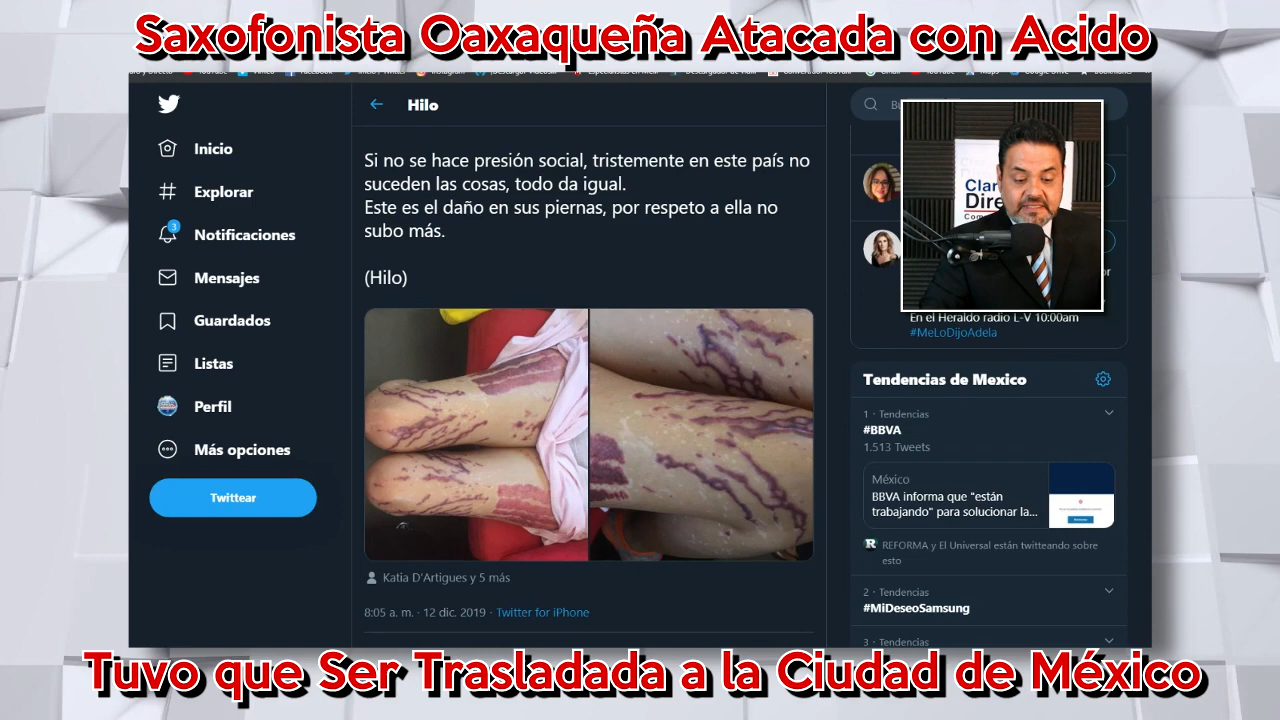 Saxofonista Oaxaqueña Atacada con Acido
Hilo
Inicio
Explorar
3
Notificaciones
Mensajes
Guardados
Listas
Perfil
Más opciones
Twittear
Si no se hace presión social, tristemente en este país no
suceden las cosas, todo da igual.
Este es el daño en sus piernas, por respeto a ella no
subo más.
(Hilo)
Katia D'Artigues y 5 más
8:05 a. m. · 12 dic. 2019 · Twitter for iPhone
En el Heraldo radio L-V 10:00am
#MeLoDijoAdela
Tendencias de Mexico
1 · Tendencias
#BBVA
1.513 Tweets
México
BBVA informa que "están
trabajando" para solucionar la...
REFORMA y El Universal están twitteando sobre
esto
2 · Tendencias
#MiDeseoSamsung
3 · Tendencias
Tuvo que Ser Trasladada a la Ciudad de México